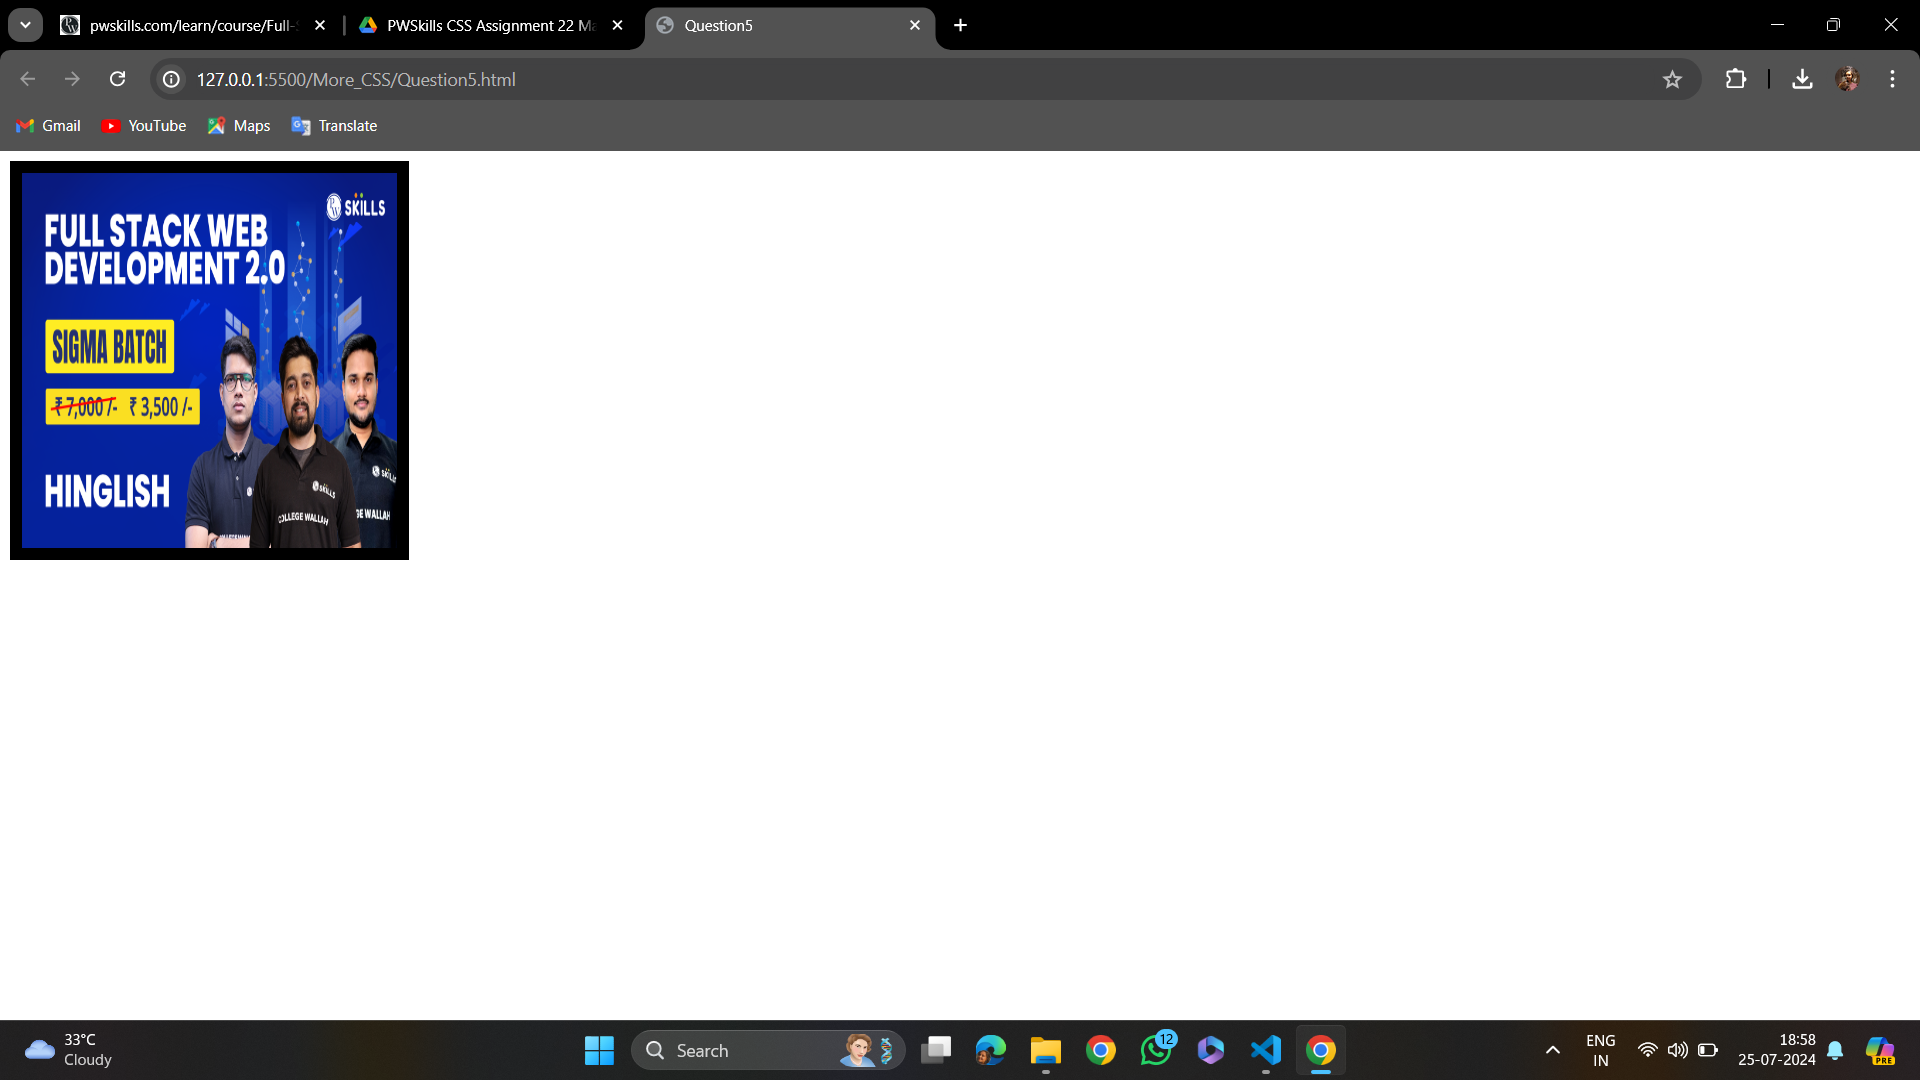 pwskills.com/learn/course/Full-S
PWSkills CSS Assignment 22 Ma
Question5
127.0.0.1:5500/More_CSS/Question5.html
Gmail
YouTube
Maps
Translate
SKILLS
FULL STACK WEB
DEVELOPMENT 2.0
SIGMA BATCH
₹ 7,000 /- ₹ 3,500 /-
HINGLISH
SKILLS
SKILLS
COLLEGE WALLAH
GE WALLAH
33°C
Cloudy
Search
12
ENG
IN
18:58
25-07-2024
PRE